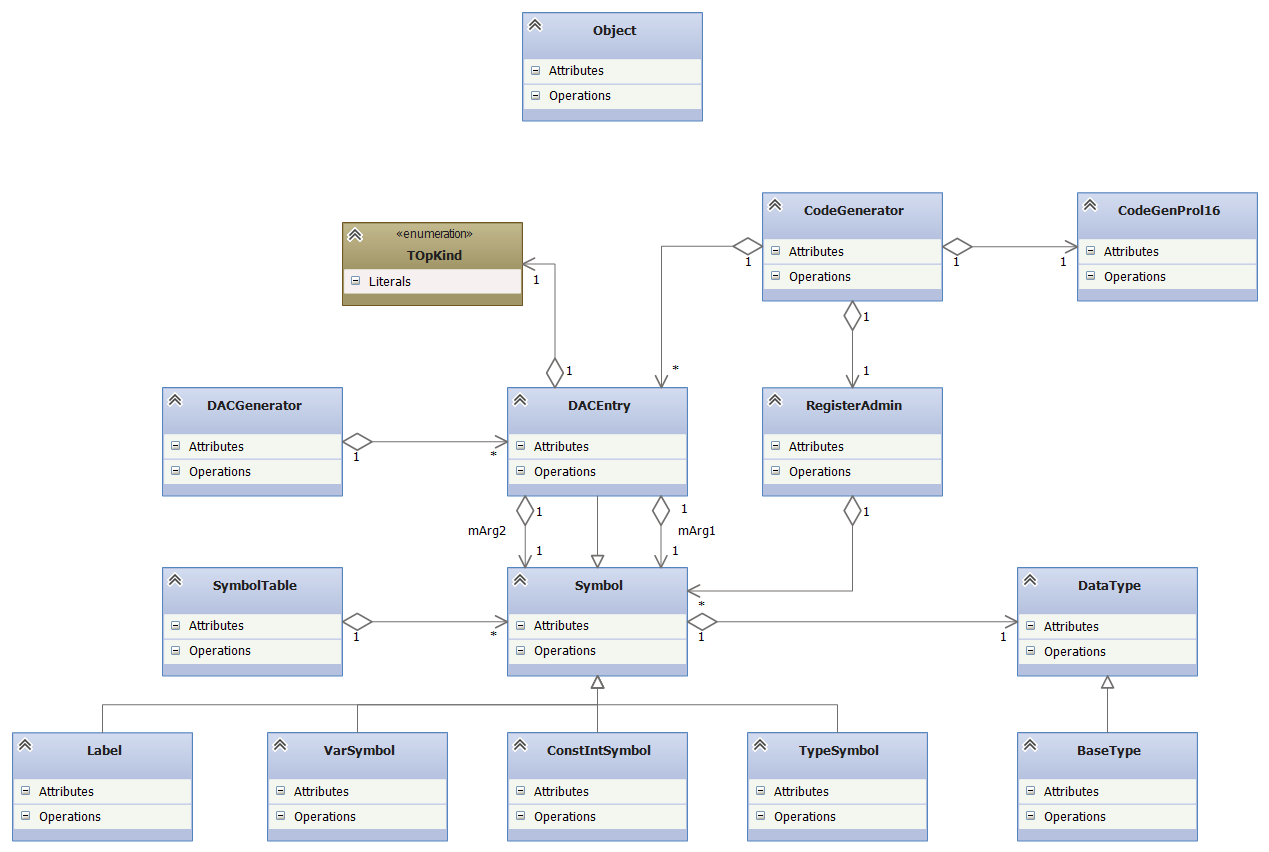 Object
Attributes
Operations
CodeGenerator
Attributes
Operations
CodeGenProl16
Attributes
Operations
«enumeration»
TOpKind
Literals
1
1
1
1
1
*
1
1
DACGenerator
Attributes
Operations
DACEntry
Attributes
Operations
RegisterAdmin
Attributes
Operations
1
*
1
1
1
mArg2
mArg1
1
1
SymbolTable
Attributes
Operations
Symbol
Attributes
Operations
DataType
Attributes
Operations
*
1
*
1
1
Label
Attributes
Operations
VarSymbol
Attributes
Operations
ConstIntSymbol
Attributes
Operations
TypeSymbol
Attributes
Operations
BaseType
Attributes
Operations